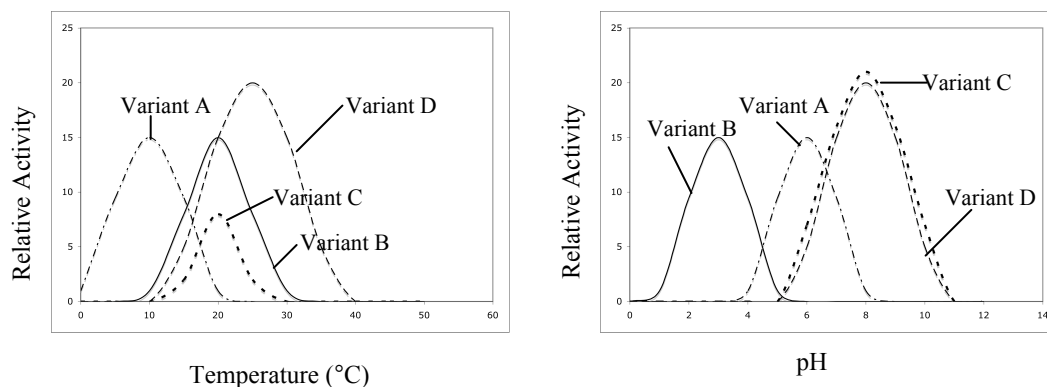 Relative Activity
25
20
15
10
5
0
Variant A
Variant D
Variant C
Variant B
0 10 20 30 40 50 60
Temperature (°C)
Relative Activity
25
20
15
10
5
0
Variant C
Variant A
Variant B
Variant D
0 2 4 6 8 10 12 14
pH